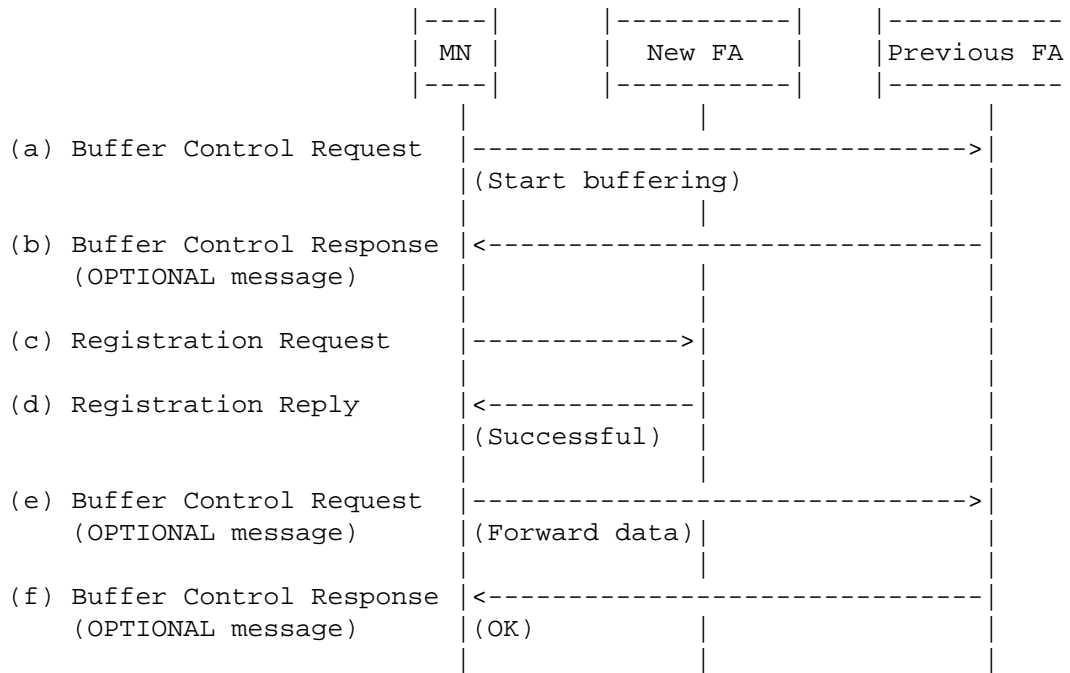 MN New FA Previous FA
(a) Buffer Control Request
(Start buffering)
(b) Buffer Control Response
(OPTIONAL message)
(c) Registration Request
(d) Registration Reply
(Successful)
(e) Buffer Control Request
(OPTIONAL message) (Forward data)
(f) Buffer Control Response
(OPTIONAL message) (OK)